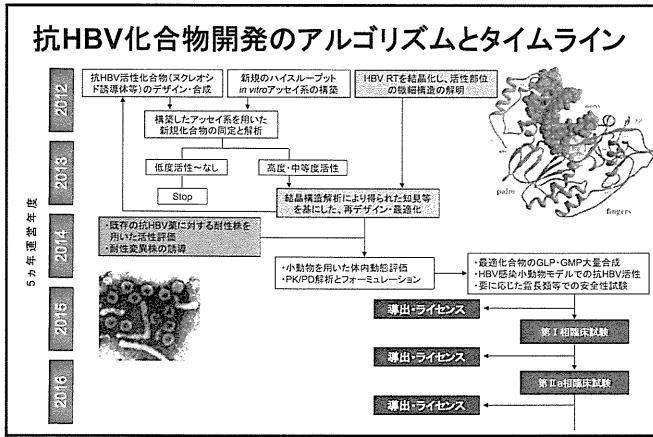 抗HBV化合物開発のアルゴリズムとタイムライン
5ヵ年運営年度
2012
2013
2014
2015
2016
抗HBV活性化合物(ヌクレオシド
誘導体等)のデザイン・合成
新規のハイスループット
in vitroアッセイ系の構築
HBV RTを結晶化し、活性部位
の微細構造の解明
構築したアッセイ系を用いた
新規化合物の同定と解析
低度活性~なし
高度・中等度活性
Stop
結晶構造解析により得られた知見等
を基にした、再デザイン・最適化
・既存の抗HBV薬に対する耐性株を
用いた活性評価
・耐性変異株の誘導
・小動物を用いた体内動態評価
・PK/PD解析とフォーミュレーション
・最適化合物のGLP・GMP大量合成
・HBV感染小動物モデルでの抗HBV活性
・要に応じた霊長類等での安全性試験
導出・ライセンス
第Ⅰ相臨床試験
導出・ライセンス
第Ⅱa相臨床試験
導出・ライセンス
palm
fingers